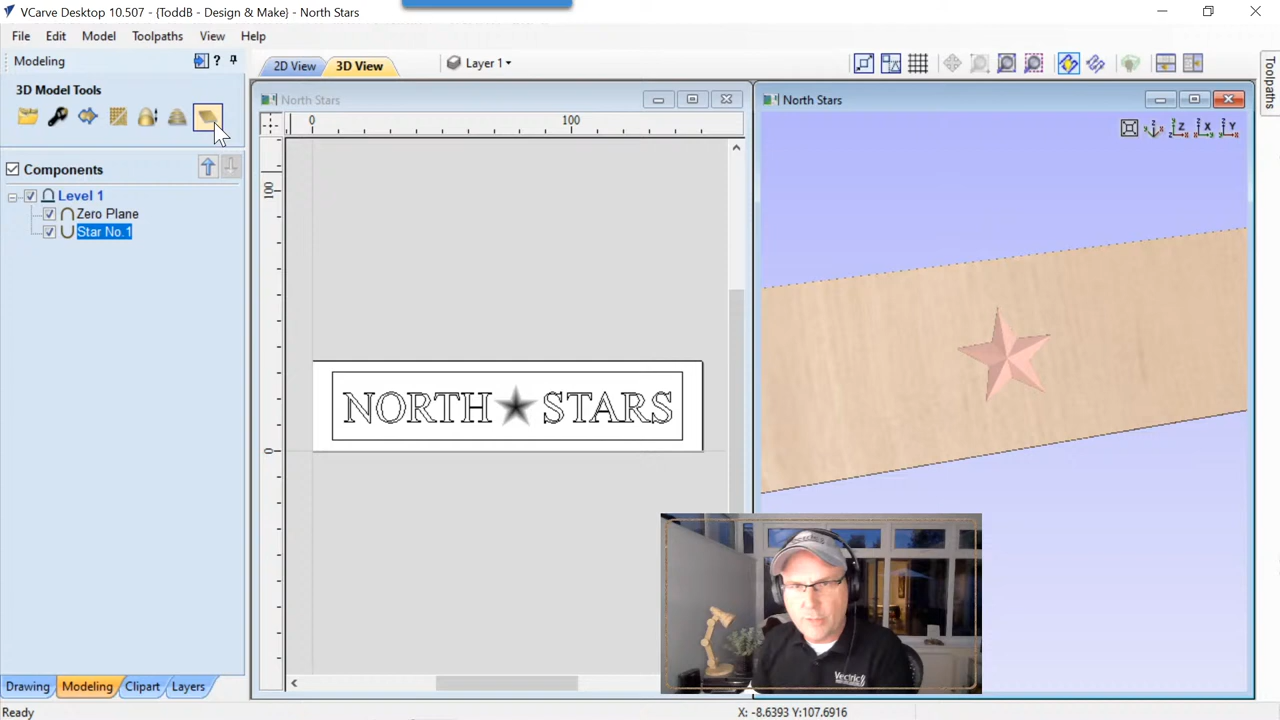 VCarve Desktop 10.507 - {ToddB - Design & Make} - North Stars
File Edit Model Toolpaths View Help
Modeling ?
2D View 3D View Layer 1
3D Model Tools
North Stars
North Stars
0 100
Z X Y
Components
Level 1
Zero Plane
Star No.1
100
0
NORTH STARS
Toolpaths
Vectric
Drawing Modeling Clipart Layers
Ready X: -8.6393 Y:107.6916